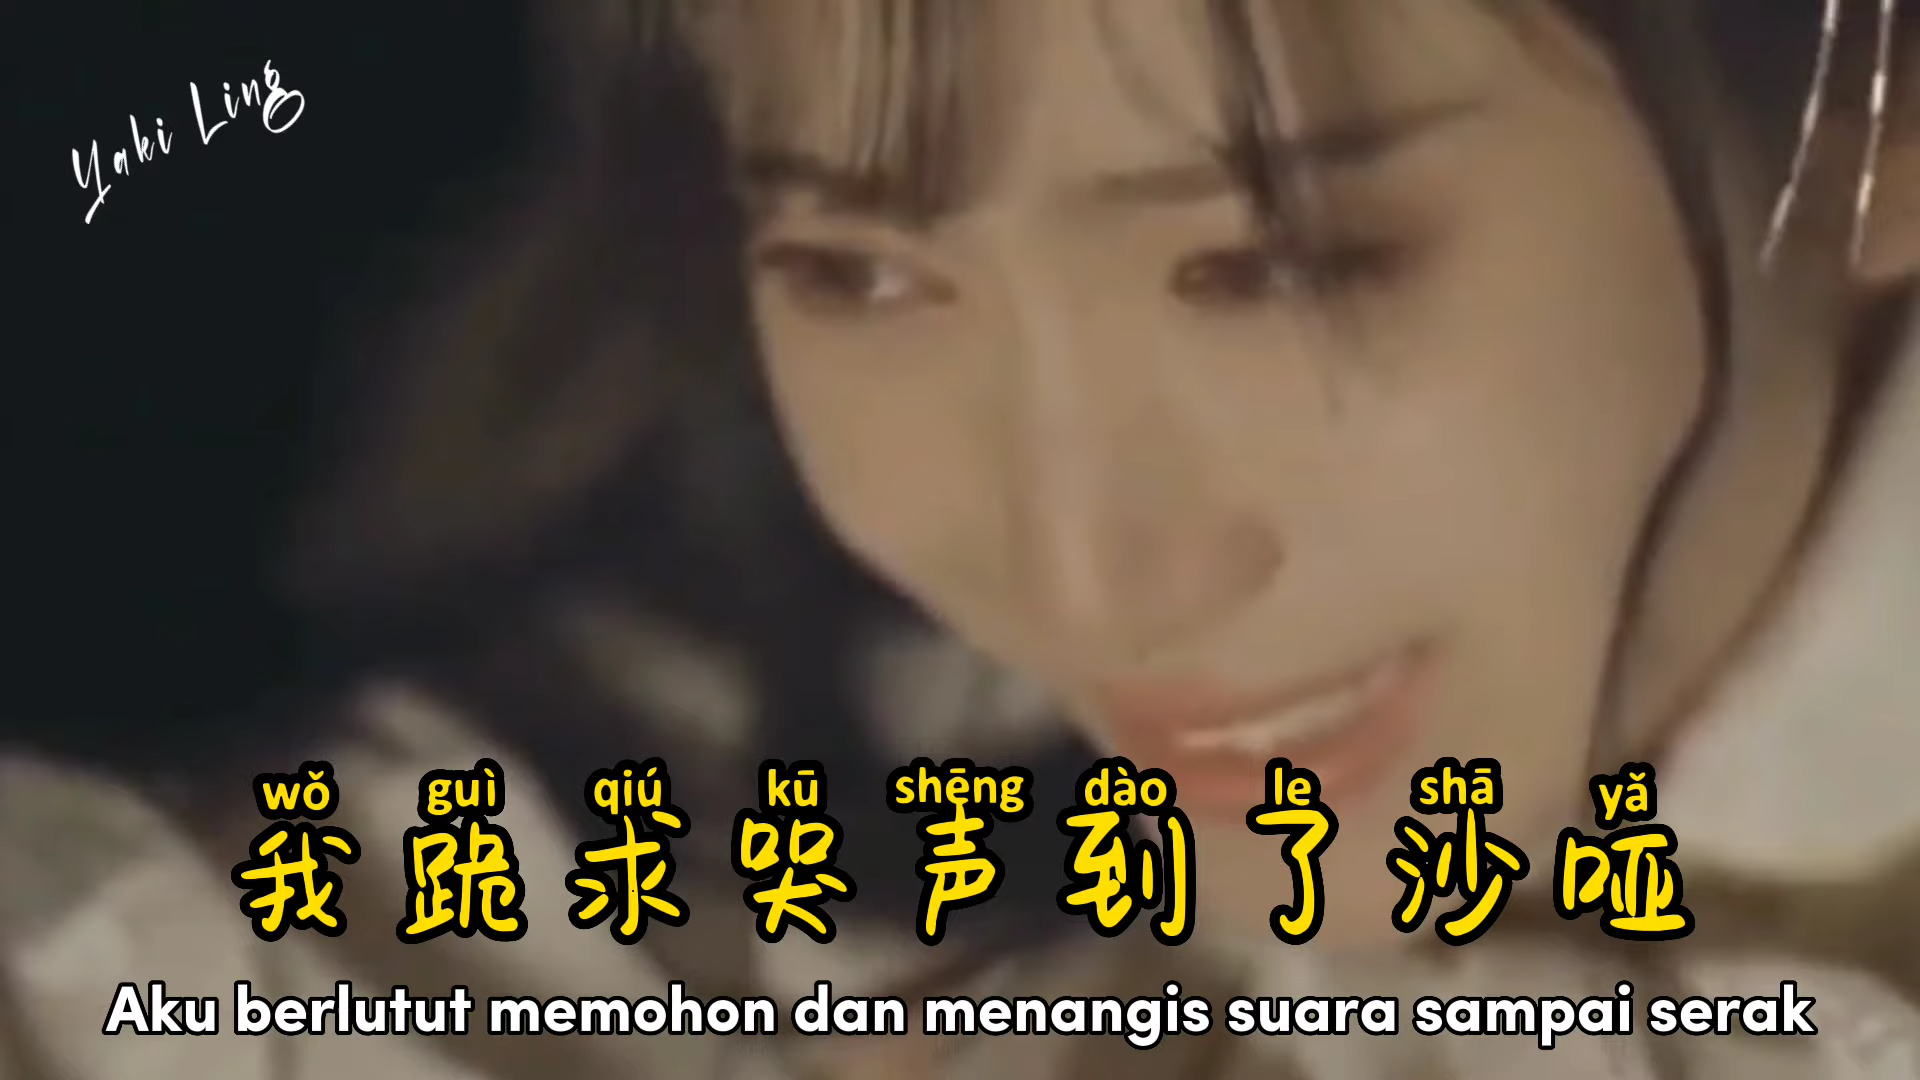 Yaki Ling
wǒ guì qiú kū shēng dào le shā yǎ
我跪求哭声到了沙哑
Aku berlutut memohon dan menangis suara sampai serak